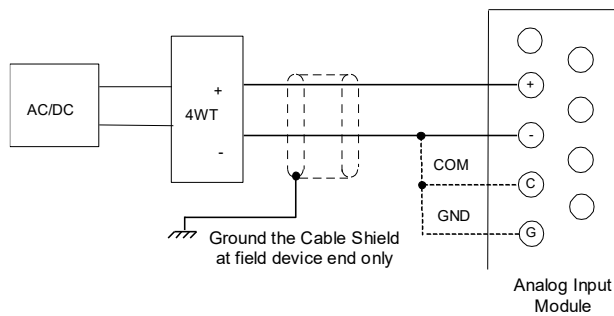 AC/DC
+
4WT
-
+
-
COM
C
GND
G
Ground the Cable Shield
at field device end only
Analog Input
Module